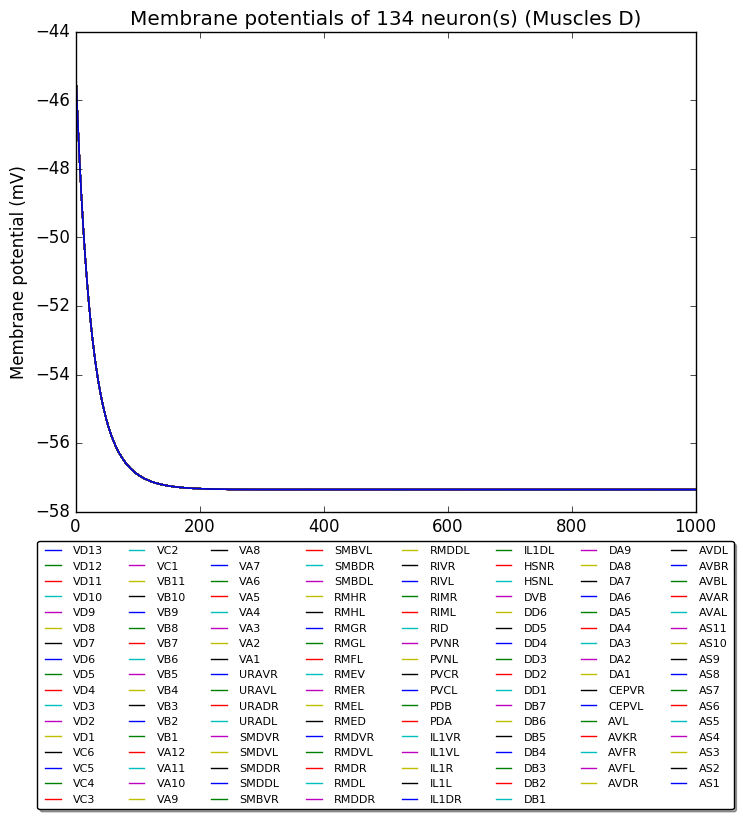 Membrane potentials of 134 neuron(s) (Muscles D)
Membrane potential (mV)
−44
−46
−48
−50
−52
−54
−56
−58
0 200 400 600 800 1000
VD13 VC2 VA8 SMBVL RMDDL IL1DL DA9 AVDL
VD12 VC1 VA7 SMBDR RIVR HSNR DA8 AVBR
VD11 VB11 VA6 SMBDL RIVL HSNL DA7 AVBL
VD10 VB10 VA5 RMHR RIMR DVB DA6 AVAR
VD9 VB9 VA4 RMHL RIML DD6 DA5 AVAL
VD8 VB8 VA3 RMGR RID DD5 DA4 AS11
VD7 VB7 VA2 RMGL PVNR DD4 DA3 AS10
VD6 VB6 VA1 RMFL PVNL DD3 DA2 AS9
VD5 VB5 URAVR RMEV PVCR DD2 DA1 AS8
VD4 VB4 URAVL RMER PVCL DD1 CEPVR AS7
VD3 VB3 URADR RMEL PDB DB7 CEPVL AS6
VD2 VB2 URADL RMED PDA DB6 AVL AS5
VD1 VB1 SMDVR RMDVR IL1VR DB5 AVKR AS4
VC6 VA12 SMDVL RMDVL IL1VL DB4 AVFR AS3
VC5 VA11 SMDDR RMDR IL1R DB3 AVFL AS2
VC4 VA10 SMDDL RMDL IL1L DB2 AVDR AS1
VC3 VA9 SMBVR RMDDR IL1DR DB1